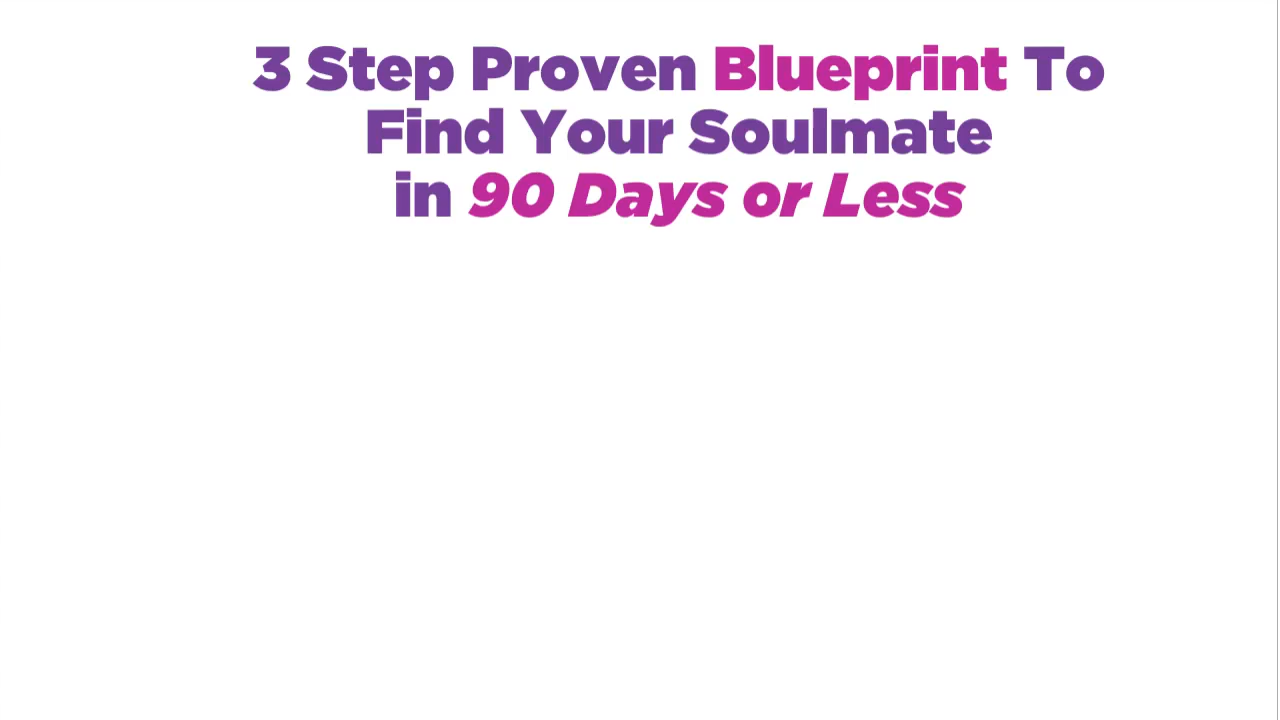 3 Step Proven Blueprint To
Find Your Soulmate
in 90 Days or Less